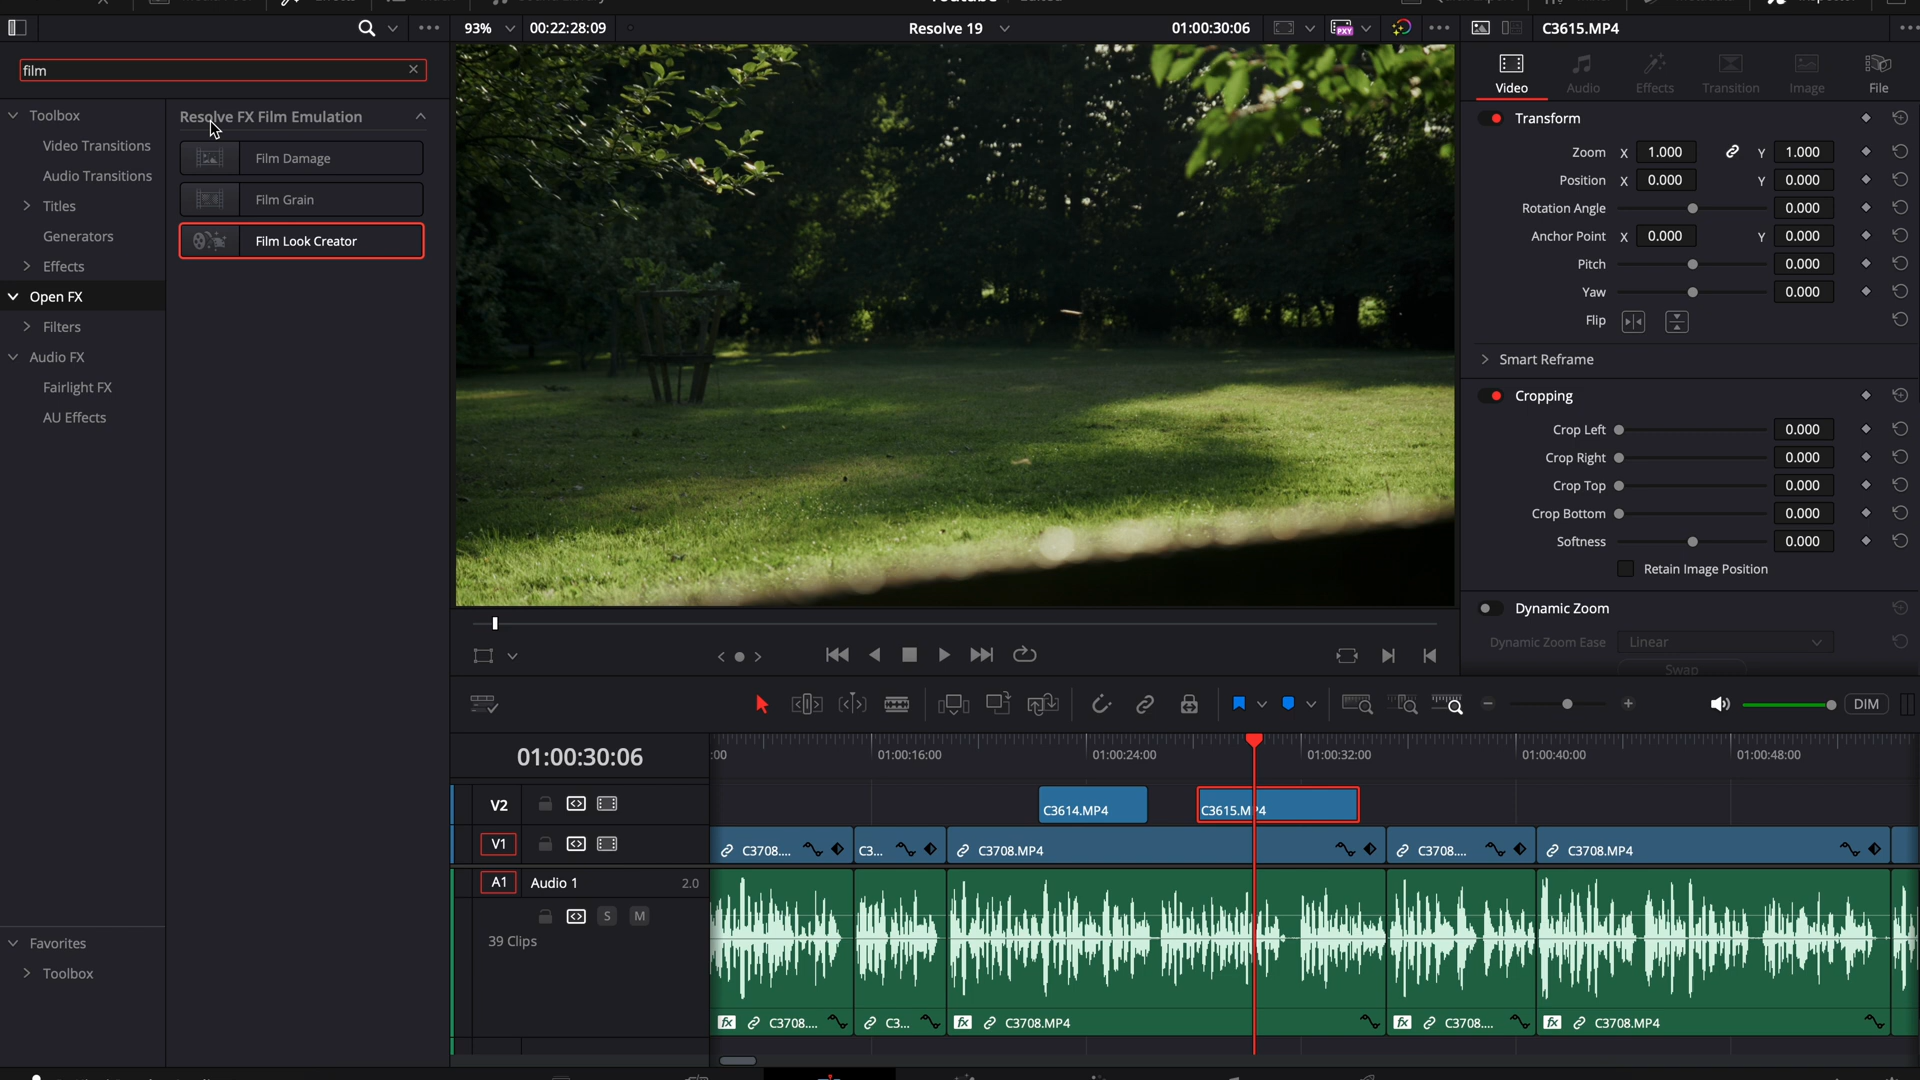 93%
00:22:28:09
Resolve 19
01:00:30:06
PXY
C3615.MP4
film
Video
Audio
Effects
Transition
Image
File
Toolbox
Video Transitions
Audio Transitions
Titles
Generators
Effects
Open FX
Filters
Audio FX
Fairlight FX
AU Effects
Favorites
Toolbox
Resolve FX Film Emulation
Film Damage
Film Grain
Film Look Creator
Transform
Zoom X 1.000 Y 1.000
Position X 0.000 Y 0.000
Rotation Angle 0.000
Anchor Point X 0.000 Y 0.000
Pitch 0.000
Yaw 0.000
Flip
Smart Reframe
Cropping
Crop Left 0.000
Crop Right 0.000
Crop Top 0.000
Crop Bottom 0.000
Softness 0.000
Retain Image Position
Dynamic Zoom
Dynamic Zoom Ease Linear
Swap
DIM
01:00:30:06
:00 01:00:16:00 01:00:24:00 01:00:32:00 01:00:40:00 01:00:48:00
V2
C3614.MP4
C3615.MP4
V1
C3708....
C3...
C3708.MP4
C3708....
C3708.MP4
A1 Audio 1 2.0
S M
39 Clips
fx C3708....
C3...
fx C3708.MP4
fx C3708....
fx C3708.MP4